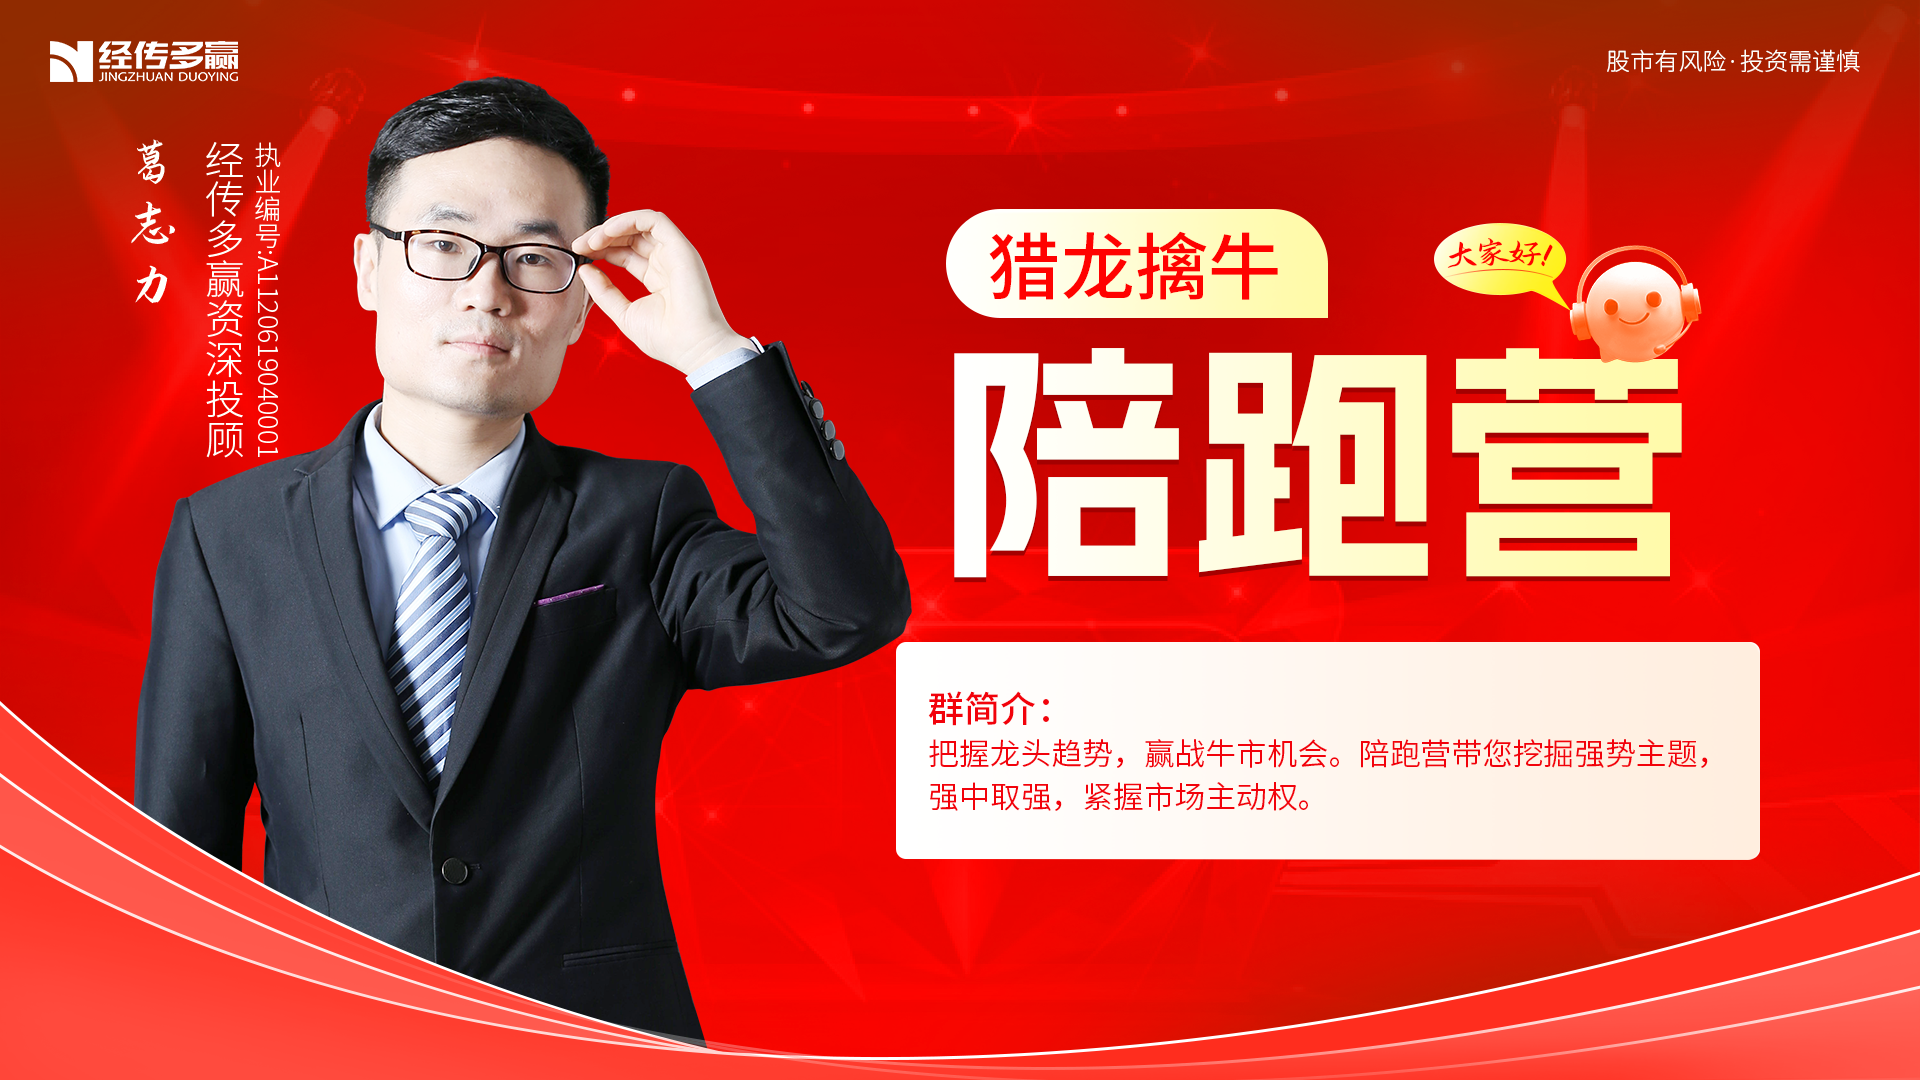 经传多赢
JINGZHUAN DUOYING
股市有风险·投资需谨慎
葛志力
经传多赢资深投顾
执业编号:A1120619040001
猎龙擒牛
大家好!
陪跑营
群简介：
把握龙头趋势，赢战牛市机会。陪跑营带您挖掘强势主题，
强中取强，紧握市场主动权。